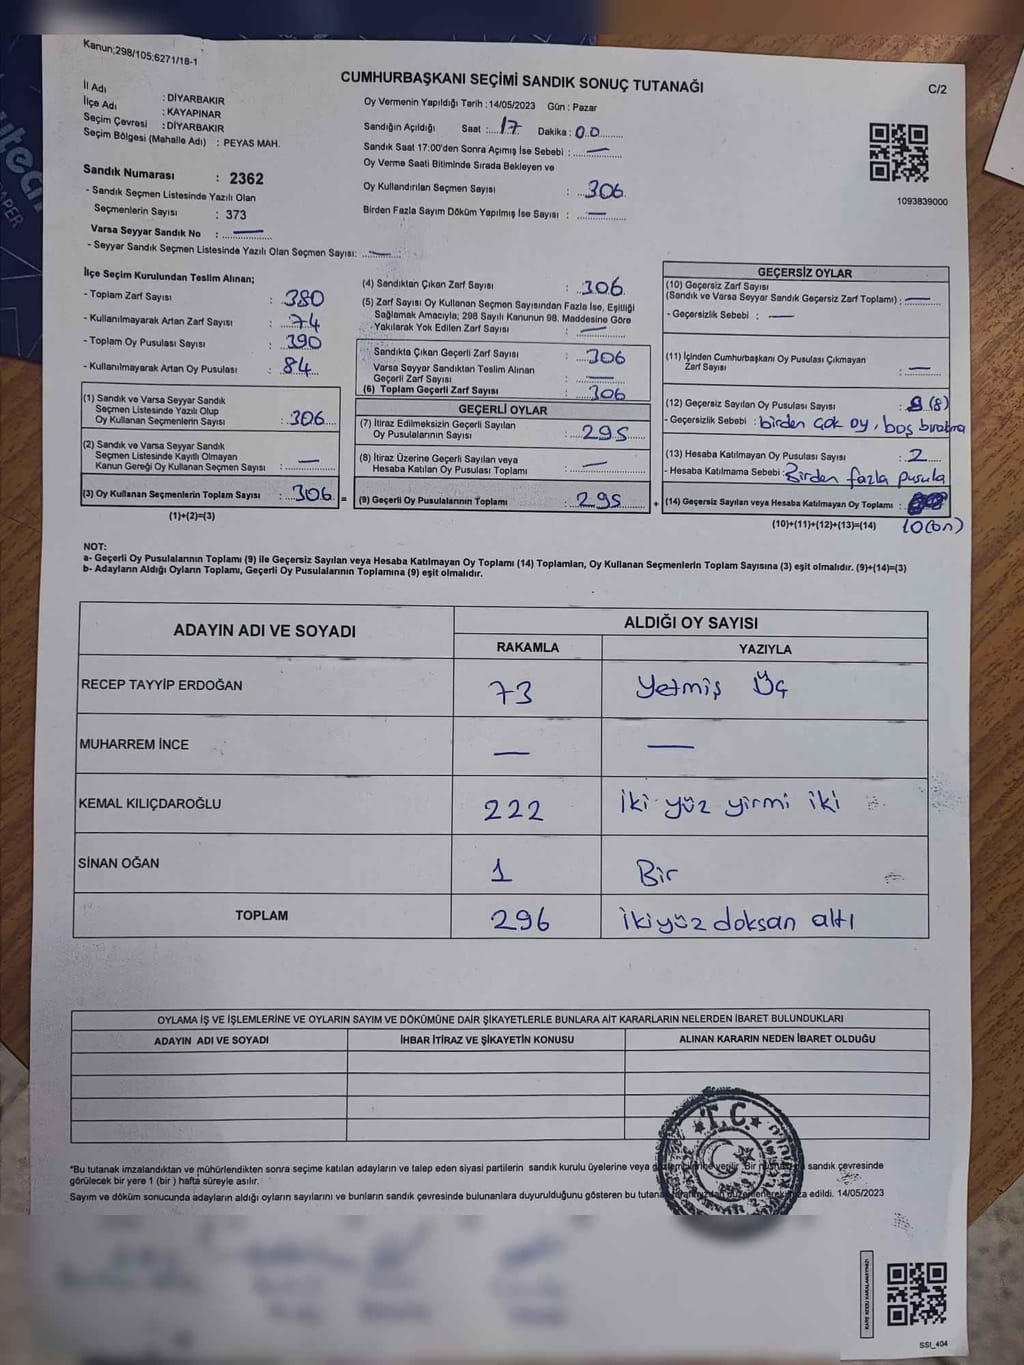 Kanun;298/105;6271/18-1
CUMHURBAŞKANI SEÇİMİ SANDIK SONUÇ TUTANAĞI
C/2
İl Adı : DİYARBAKIR
İlçe Adı : KAYAPINAR
Seçim Çevresi : DİYARBAKIR
Seçim Bölgesi (Mahalle Adı) : PEYAS MAH.
Sandık Numarası : 2362
- Sandık Seçmen Listesinde Yazılı Olan
Seçmenlerin Sayısı : 373
Varsa Seyyar Sandık No : —
- Seyyar Sandık Seçmen Listesinde Yazılı Olan Seçmen Sayısı: —
Oy Vermenin Yapıldığı Tarih : 14/05/2023 Gün : Pazar
Sandığın Açıldığı Saat : 17 Dakika : 00
Sandık Saat 17:00'den Sonra Açımış İse Sebebi : —
Oy Verme Saati Bitiminde Sırada Bekleyen ve
Oy Kullandırılan Seçmen Sayısı : 306
Birden Fazla Sayım Döküm Yapılmış İse Sayısı : —
1093839000
İlçe Seçim Kurulundan Teslim Alınan;
- Toplam Zarf Sayısı : 380
- Kullanılmayarak Artan Zarf Sayısı : 74
- Toplam Oy Pusulası Sayısı : 390
- Kullanılmayarak Artan Oy Pusulası : 84
(1) Sandık ve Varsa Seyyar Sandık
Seçmen Listesinde Yazılı Olup
Oy Kullanan Seçmenlerin Sayısı : 306
(2) Sandık ve Varsa Seyyar Sandık
Seçmen Listesinde Kayıtlı Olmayan
Kanun Gereği Oy Kullanan Seçmen Sayısı : —
(3) Oy Kullanan Seçmenlerin Toplam Sayısı : 306 =
(1)+(2)=(3)
(4) Sandıktan Çıkan Zarf Sayısı : 306
(5) Zarf Sayısı Oy Kullanan Seçmen Sayısından Fazla İse, Eşitliği
Sağlamak Amacıyla; 298 Sayılı Kanunun 98. Maddesine Göre
Yakılarak Yok Edilen Zarf Sayısı : —
Sandıkta Çıkan Geçerli Zarf Sayısı : 306
Varsa Seyyar Sandıktan Teslim Alınan
Geçerli Zarf Sayısı : —
(6) Toplam Geçerli Zarf Sayısı : 306
GEÇERLİ OYLAR
(7) İtiraz Edilmeksizin Geçerli Sayılan
Oy Pusulalarının Sayısı : 295
(8) İtiraz Üzerine Geçerli Sayılan veya
Hesaba Katılan Oy Pusulası Toplamı : —
(9) Geçerli Oy Pusulalarının Toplamı : 295 +
GEÇERSİZ OYLAR
(10) Geçersiz Zarf Sayısı
(Sandık ve Varsa Seyyar Sandık Geçersiz Zarf Toplamı) : —
- Geçersizlik Sebebi : —
(11) İçinden Cumhurbaşkanı Oy Pusulası Çıkmayan
Zarf Sayısı : —
(12) Geçersiz Sayılan Oy Pusulası Sayısı : 8 (8)
- Geçersizlik Sebebi : birden çok oy, boş bırakma
(13) Hesaba Katılmayan Oy Pusulası Sayısı : 2
- Hesaba Katılmama Sebebi : Birden fazla pusula
(14) Geçersiz Sayılan veya Hesaba Katılmayan Oy Toplamı :
(10)+(11)+(12)+(13)=(14) 10(on)
NOT:
a- Geçerli Oy Pusulalarının Toplamı (9) ile Geçersiz Sayılan veya Hesaba Katılmayan Oy Toplamı (14) Toplamları, Oy Kullanan Seçmenlerin Toplam Sayısına (3) eşit olmalıdır. (9)+(14)=(3)
b- Adayların Aldığı Oyların Toplamı, Geçerli Oy Pusulalarının Toplamına (9) eşit olmalıdır.
ADAYIN ADI VE SOYADI
ALDIĞI OY SAYISI
RAKAMLA YAZIYLA
RECEP TAYYİP ERDOĞAN 73 Yetmiş Üç
MUHARREM İNCE — —
KEMAL KILIÇDAROĞLU 222 İki yüz yirmi iki
SİNAN OĞAN 1 Bir
TOPLAM 296 ikiyüz doksan altı
OYLAMA İŞ VE İŞLEMLERİNE VE OYLARIN SAYIM VE DÖKÜMÜNE DAİR ŞİKAYETLERLE BUNLARA AİT KARARLARIN NELERDEN İBARET BULUNDUKLARI
ADAYIN ADI VE SOYADI İHBAR İTİRAZ VE ŞİKAYETİN KONUSU ALINAN KARARIN NEDEN İBARET OLDUĞU
T.C.
*Bu tutanak imzalandıktan ve mühürlendikten sonra seçime katılan adayların ve talep eden siyasi partilerin sandık kurulu üyelerine veya verilir. Bir sandık çevresinde
görülecek bir yere 1 (bir ) hafta süreyle asılır.
Sayım ve döküm sonucunda adayların aldığı oyların sayılarını ve bunların sandık çevresinde bulunanlara duyurulduğunu gösteren bu edildi. 14/05/2023
SSI_404